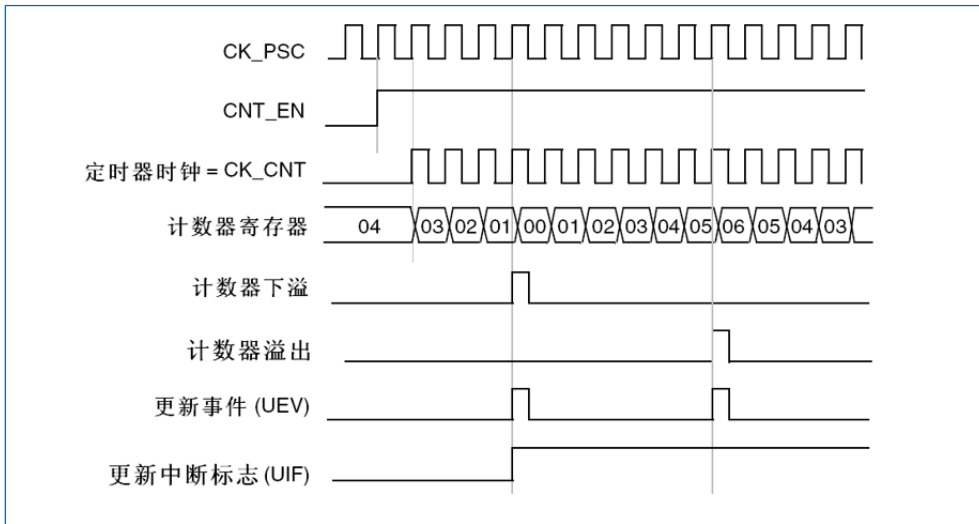 CK_PSC
CNT_EN
定时器时钟 = CK_CNT
计数器寄存器 04 03 02 01 00 01 02 03 04 05 06 05 04 03
计数器下溢
计数器溢出
更新事件 (UEV)
更新中断标志 (UIF)